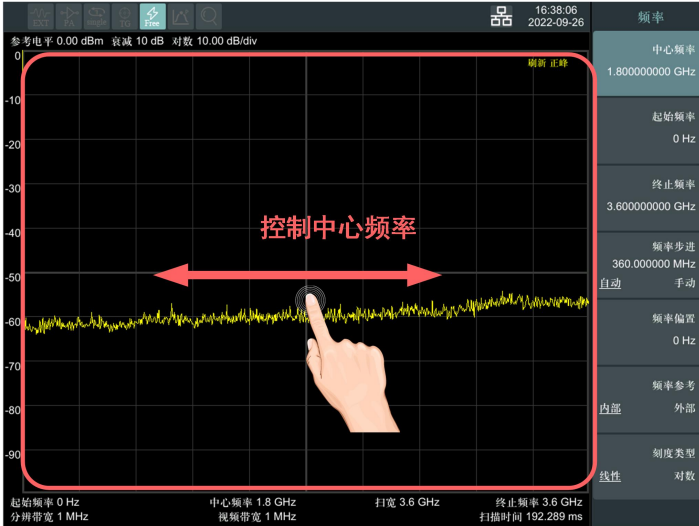 EXT PA single TG Free
16:38:06
2022-09-26
频率
参考电平 0.00 dBm 衰减 10 dB 对数 10.00 dB/div
刷新 正峰
0
-10
-20
-30
-40
-50
-60
-70
-80
-90
控制中心频率
起始频率 0 Hz 中心频率 1.8 GHz 扫宽 3.6 GHz 终止频率 3.6 GHz
分辨带宽 1 MHz 视频带宽 1 MHz 扫描时间 192.289 ms
中心频率
1.800000000 GHz
起始频率
0 Hz
终止频率
3.600000000 GHz
频率步进
360.000000 MHz
自动 手动
频率偏置
0 Hz
频率参考
内部 外部
刻度类型
线性 对数